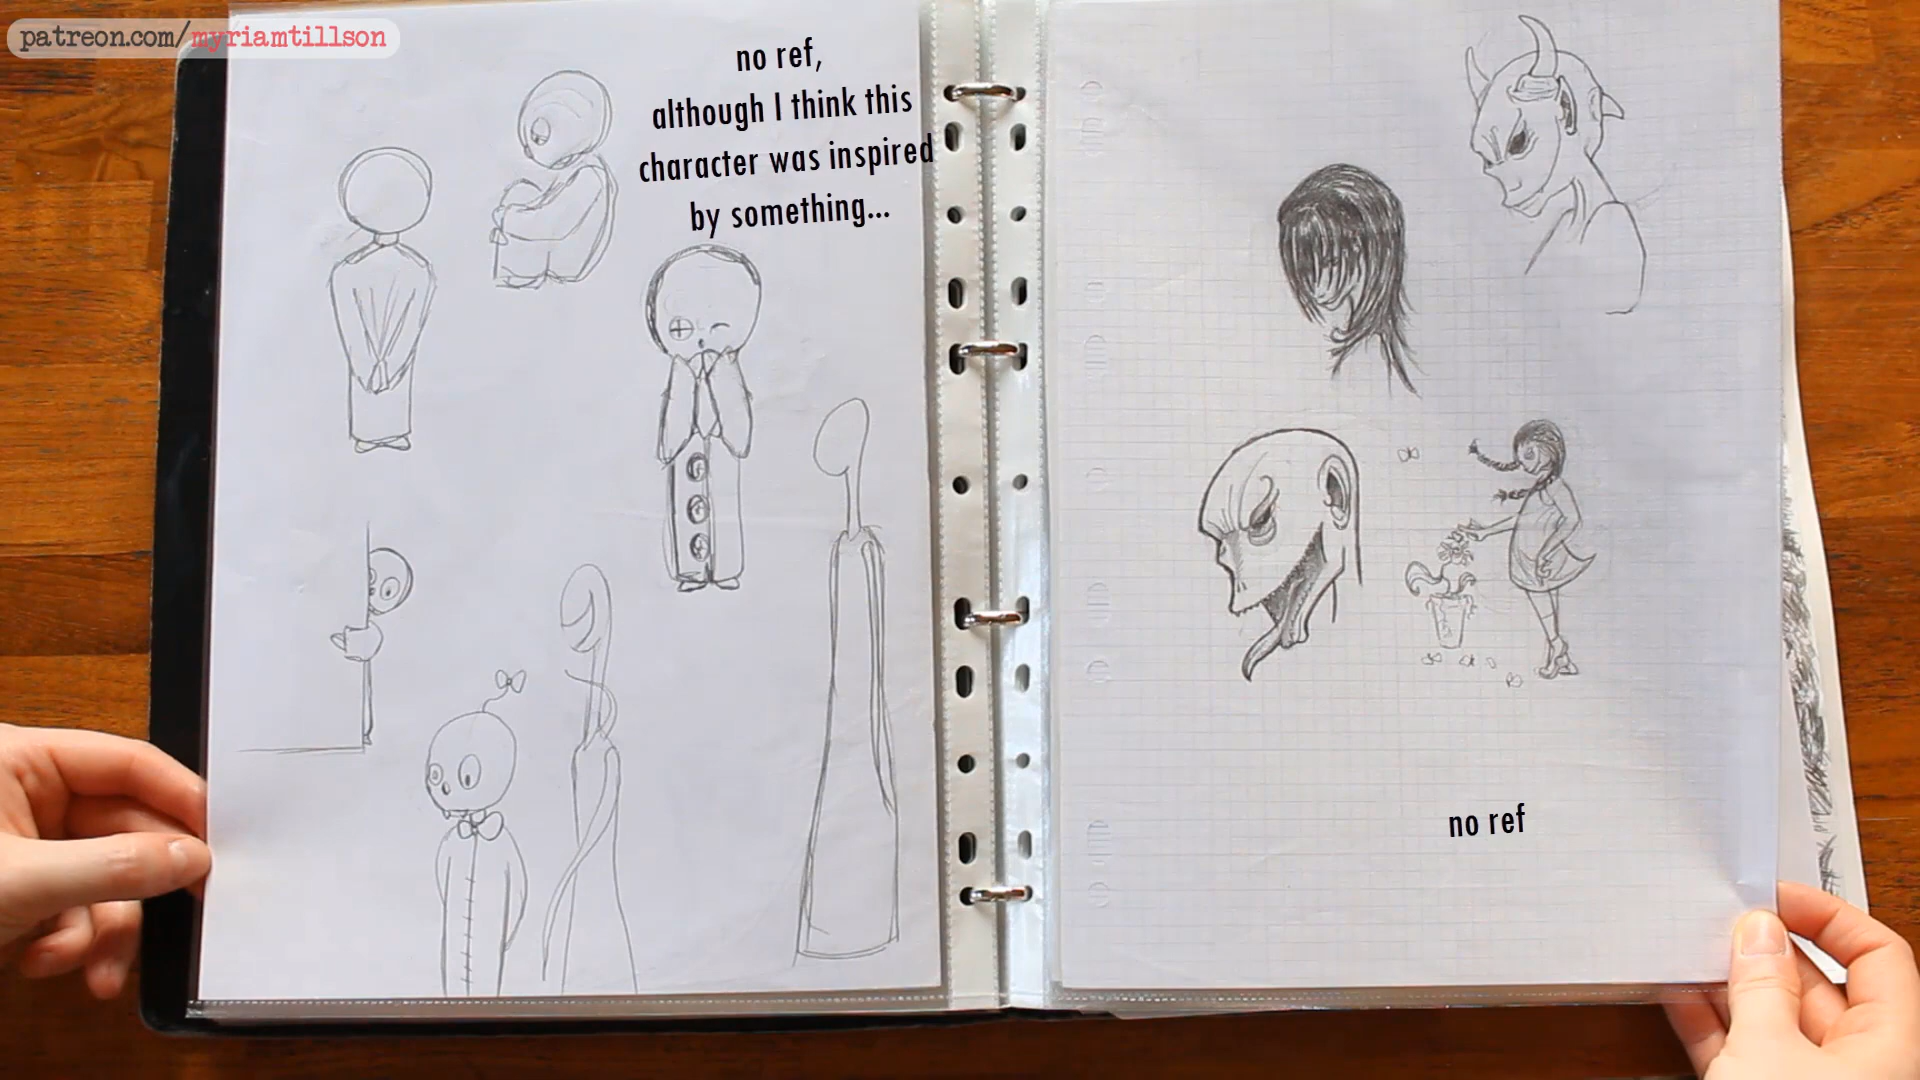 patreon.com/myriamtillson
no ref,
although I think this
character was inspired
by something...
no ref